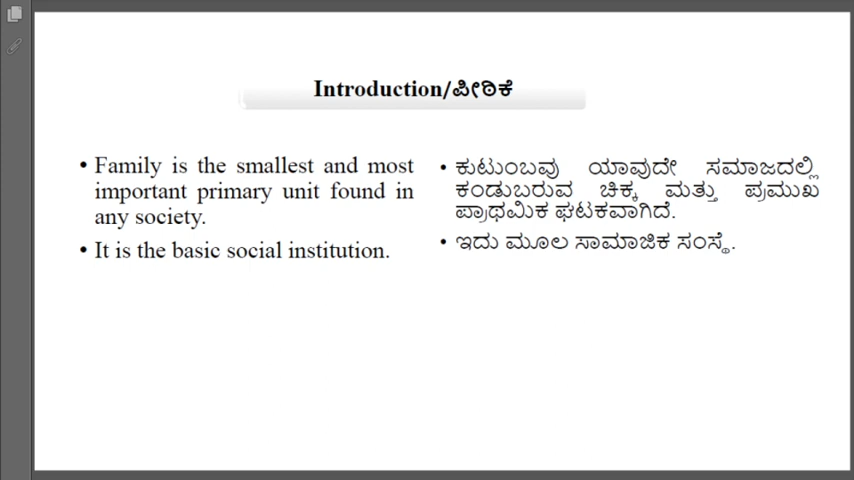 Introduction/ಪೀಠಿಕೆ
• Family is the smallest and most
important primary unit found in
any society.
• It is the basic social institution.
• ಕುಟುಂಬವು ಯಾವುದೇ ಸಮಾಜದಲ್ಲಿ
ಕಂಡುಬರುವ ಚಿಕ್ಕ ಮತ್ತು ಪ್ರಮುಖ
ಪ್ರಾಥಮಿಕ ಘಟಕವಾಗಿದೆ.
• ಇದು ಮೂಲ ಸಾಮಾಜಿಕ ಸಂಸ್ಥೆ.